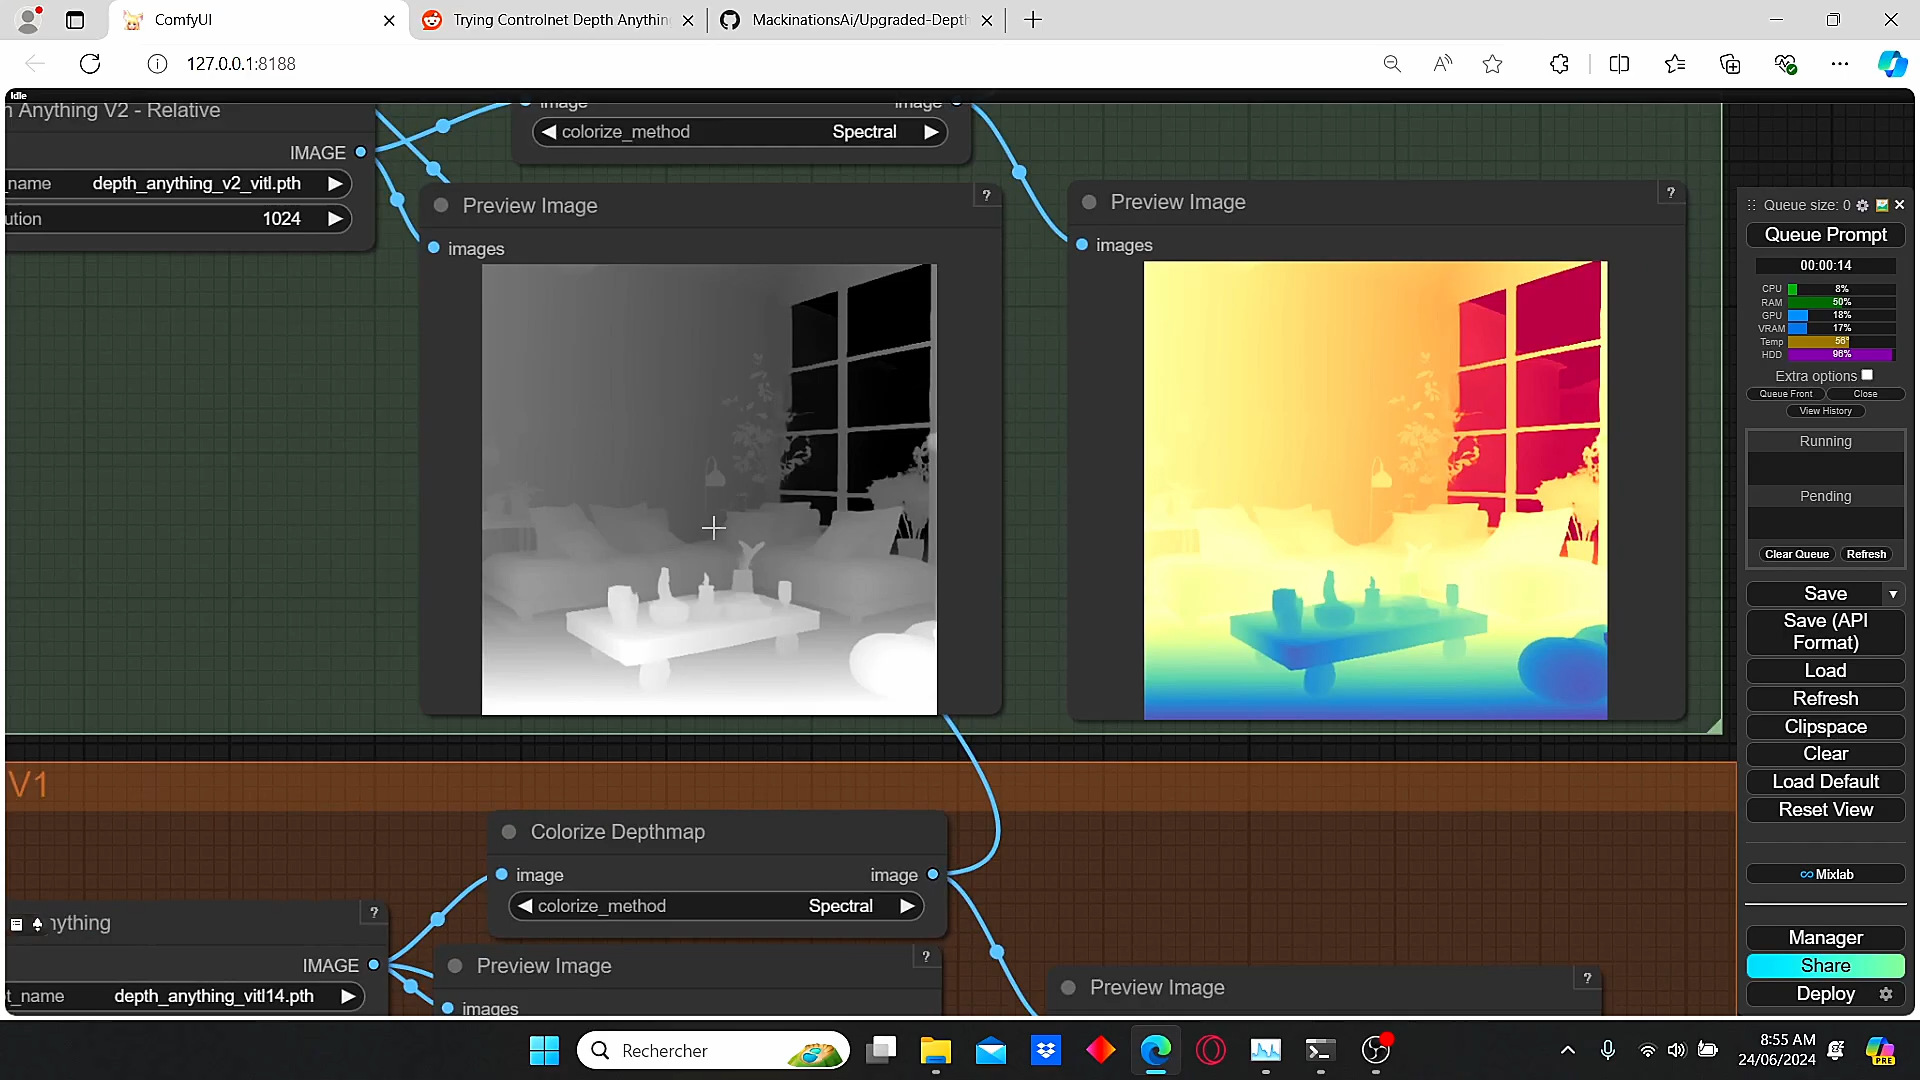 ComfyUI
Trying Controlnet Depth Anythin
MackinationsAi/Upgraded-Depth
127.0.0.1:8188
Idle
n Anything V2 - Relative
IMAGE
_name depth_anything_v2_vitl.pth
ution 1024
image image
colorize_method Spectral
Preview Image ?
images
Preview Image ?
images
V1
Colorize Depthmap
image image
colorize_method Spectral
nything ?
IMAGE
t_name depth_anything_vitl14.pth
Preview Image ?
images
Preview Image ?
Queue size: 0
Queue Prompt
00:00:14
CPU 8%
RAM 50%
GPU 18%
VRAM 17%
Temp 56°
HDD 96%
Extra options
Queue Front Close
View History
Running
Pending
Clear Queue Refresh
Save
Save (API
Format)
Load
Refresh
Clipspace
Clear
Load Default
Reset View
Mixlab
Manager
Share
Deploy
Rechercher
8:55 AM
24/06/2024
PRE